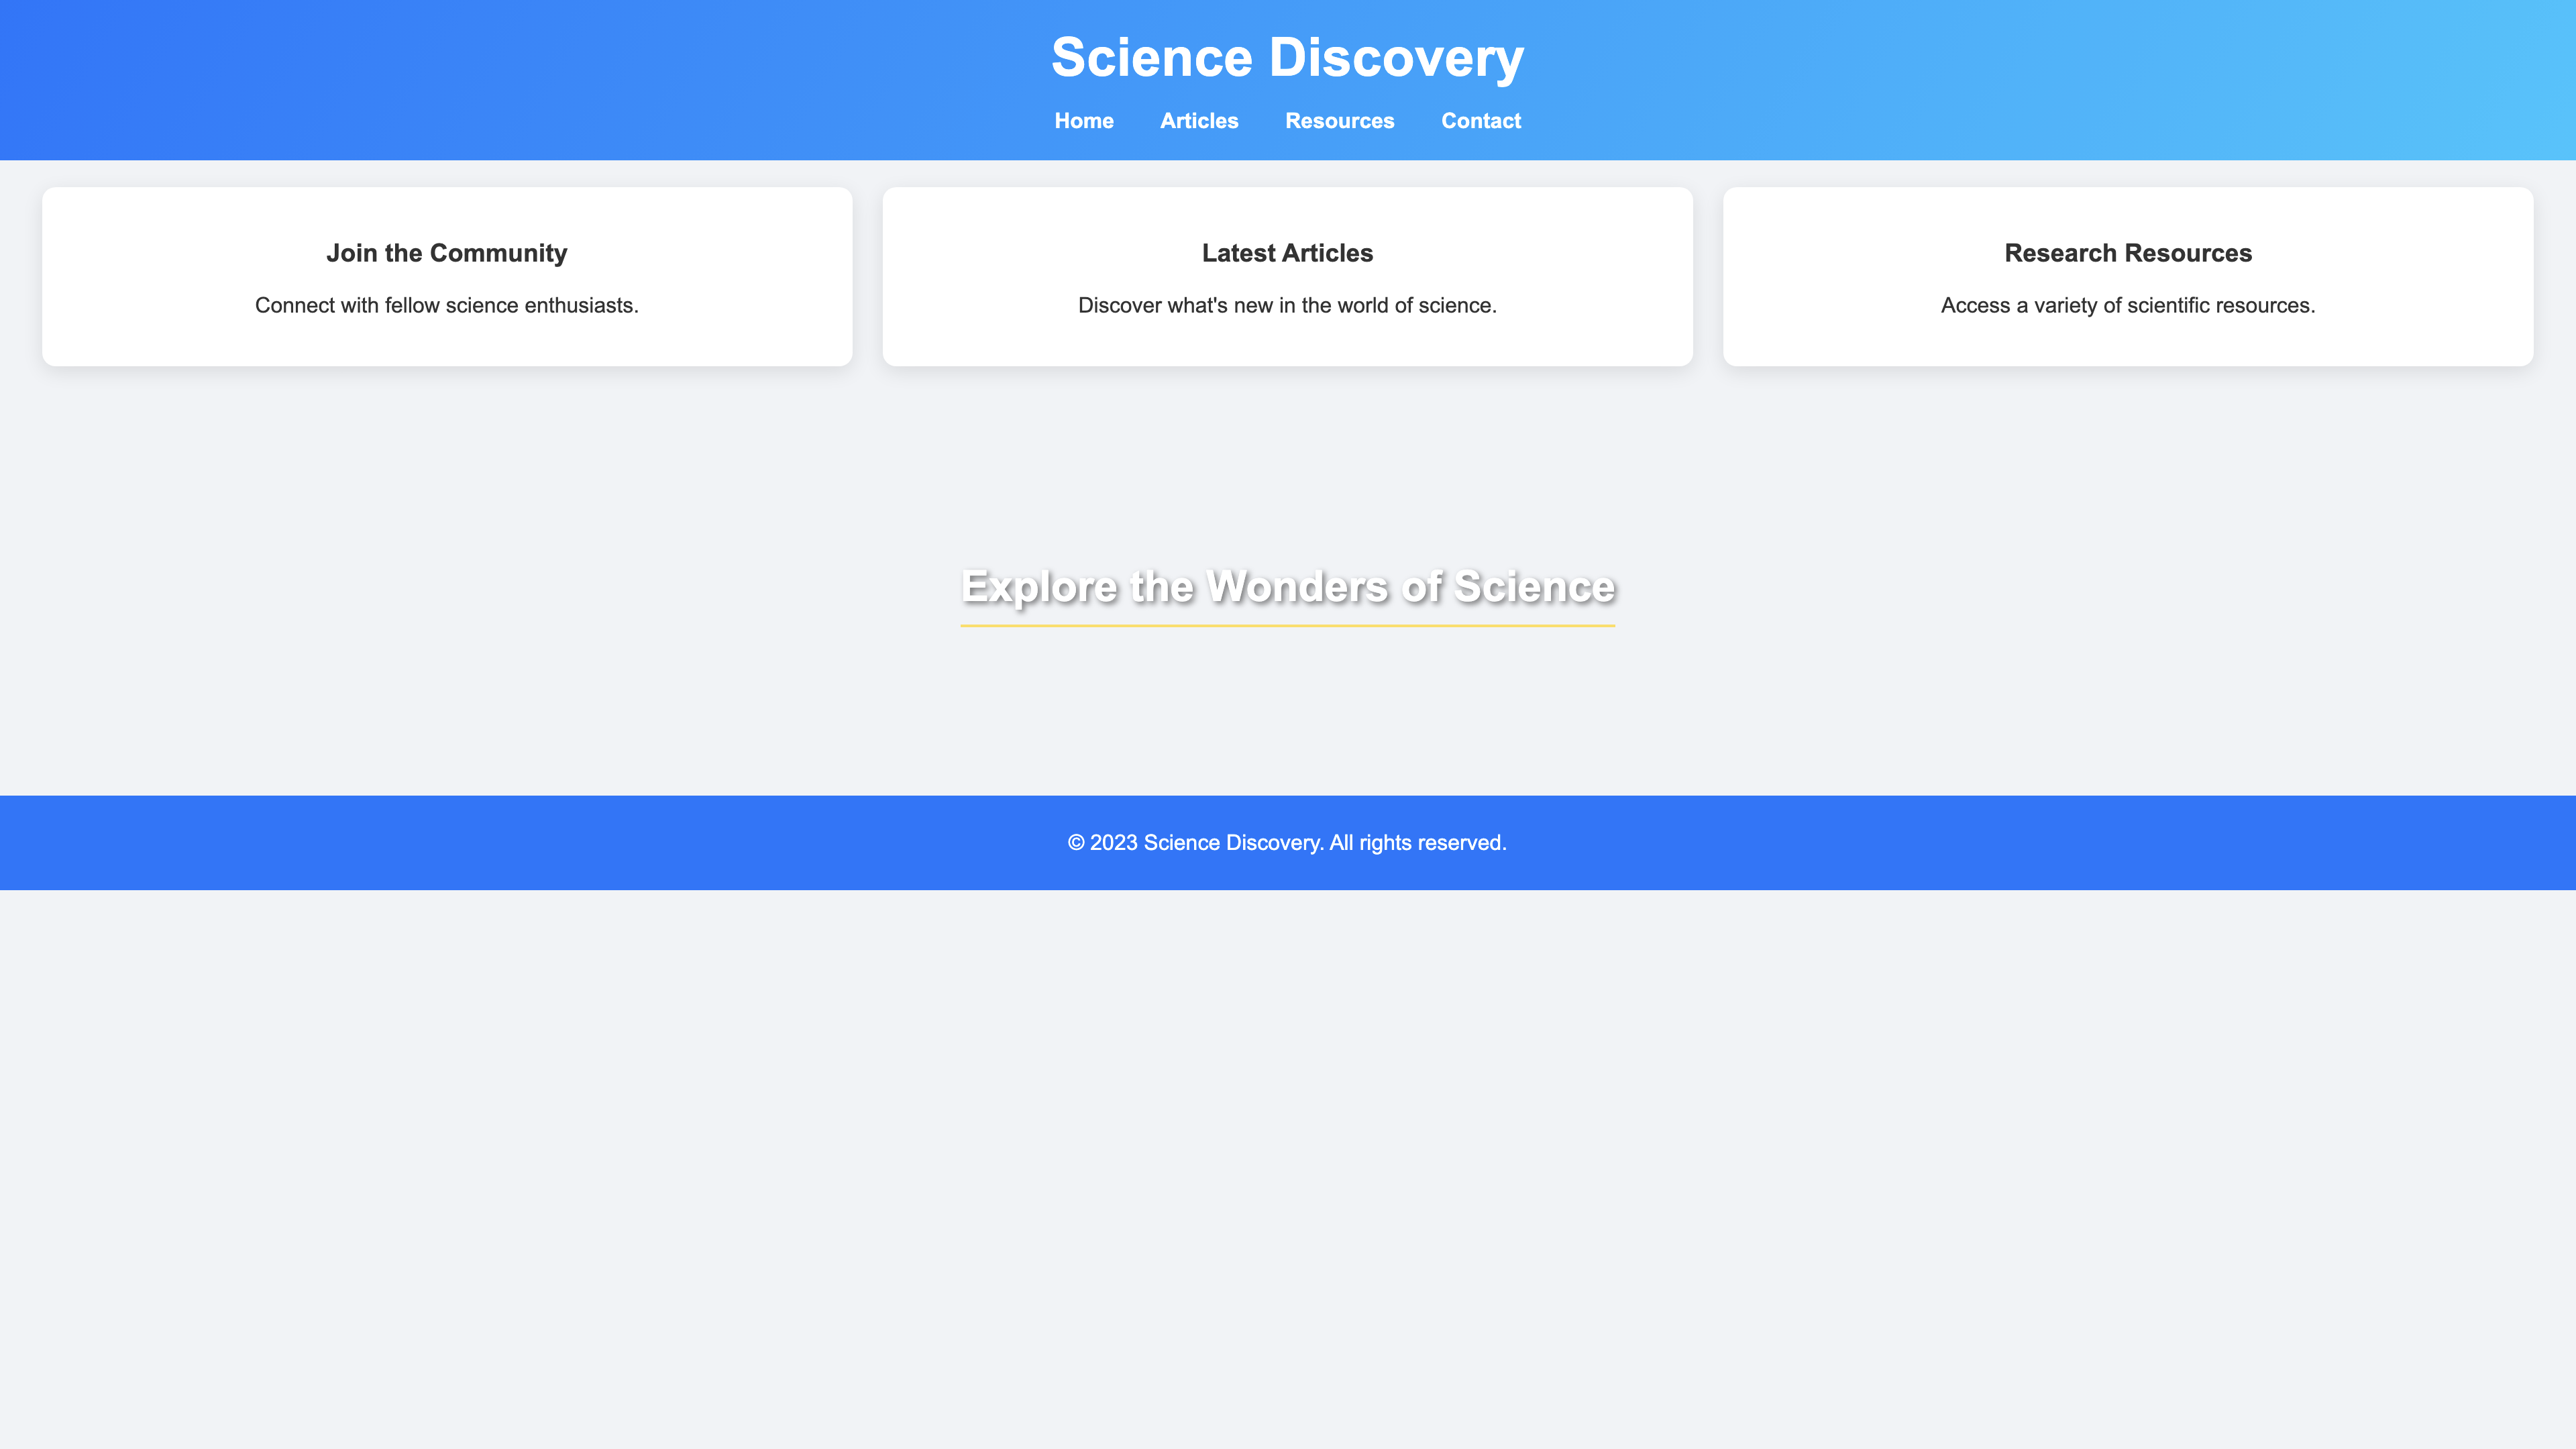 Science Discovery
Home Articles Resources Contact
Join the Community
Connect with fellow science enthusiasts.
Latest Articles
Discover what's new in the world of science.
Research Resources
Access a variety of scientific resources.
Explore the Wonders of Science
© 2023 Science Discovery. All rights reserved.